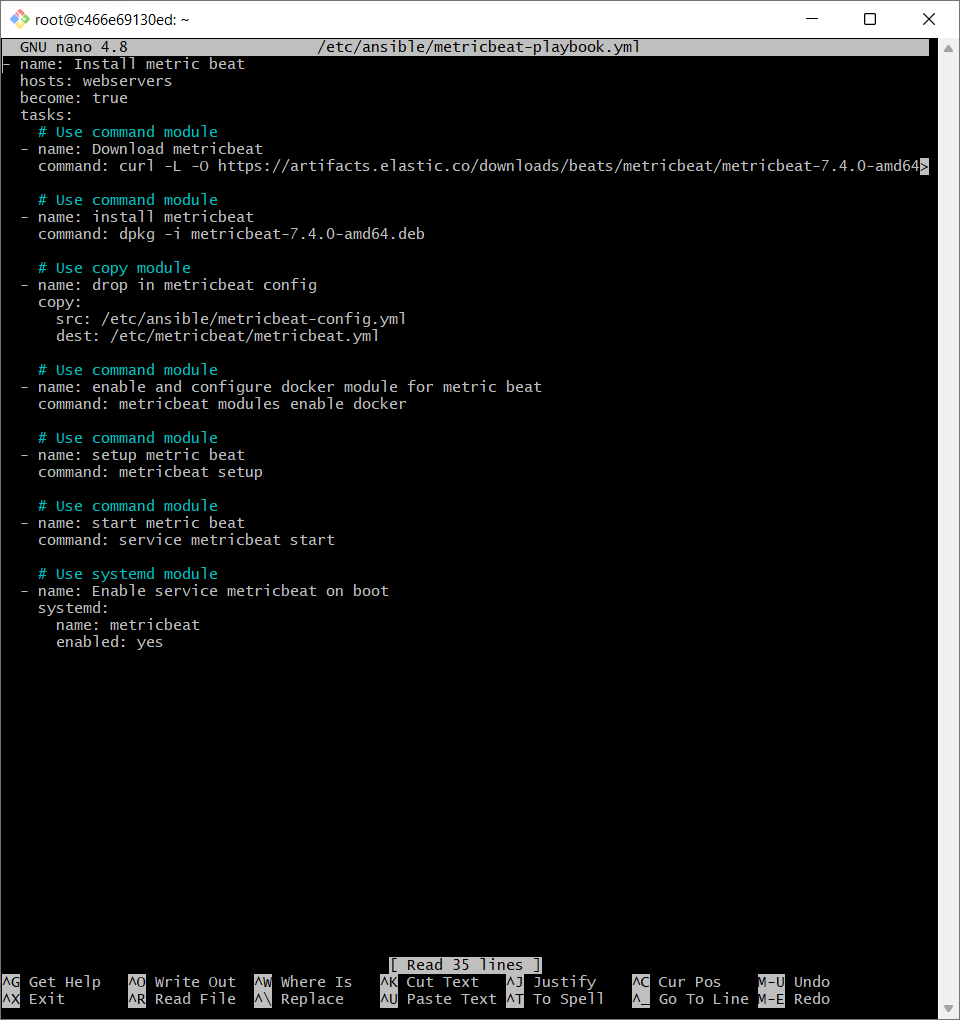 root@c466e69130ed: ~
GNU nano 4.8 /etc/ansible/metricbeat-playbook.yml
- name: Install metric beat
  hosts: webservers
  become: true
  tasks:
    # Use command module
  - name: Download metricbeat
    command: curl -L -O https://artifacts.elastic.co/downloads/beats/metricbeat/metricbeat-7.4.0-amd64>
    # Use command module
  - name: install metricbeat
    command: dpkg -i metricbeat-7.4.0-amd64.deb
    # Use copy module
  - name: drop in metricbeat config
    copy:
      src: /etc/ansible/metricbeat-config.yml
      dest: /etc/metricbeat/metricbeat.yml
    # Use command module
  - name: enable and configure docker module for metric beat
    command: metricbeat modules enable docker
    # Use command module
  - name: setup metric beat
    command: metricbeat setup
    # Use command module
  - name: start metric beat
    command: service metricbeat start
    # Use systemd module
  - name: Enable service metricbeat on boot
    systemd:
      name: metricbeat
      enabled: yes
[ Read 35 lines ]
^G Get Help ^O Write Out ^W Where Is ^K Cut Text ^J Justify ^C Cur Pos M-U Undo
^X Exit ^R Read File ^\ Replace ^U Paste Text ^T To Spell ^_ Go To Line M-E Redo